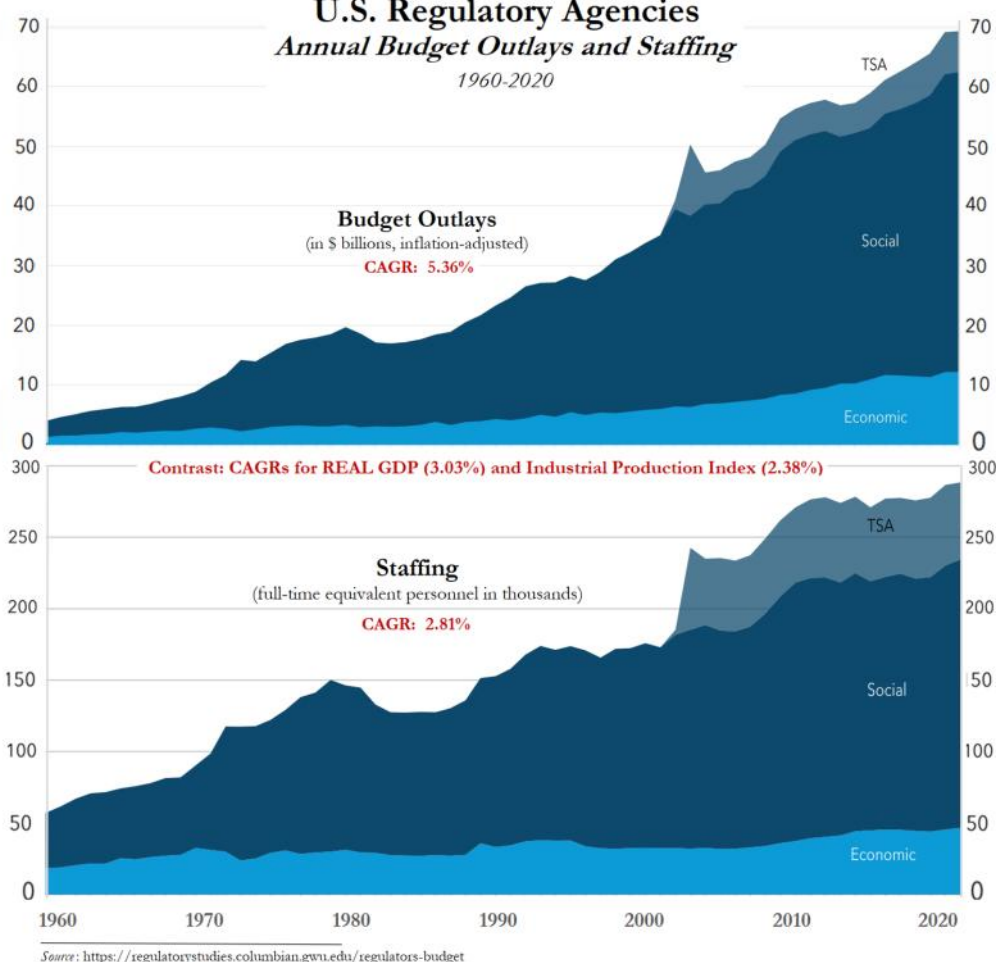 U.S. Regulatory Agencies
Annual Budget Outlays and Staffing
1960-2020
70
60
50
40
30
20
10
0
70
60
50
40
30
20
10
0
TSA
Budget Outlays
(in $ billions, inflation-adjusted)
CAGR: 5.36%
Social
Economic
Contrast: CAGRs for REAL GDP (3.03%) and Industrial Production Index (2.38%)
300
250
200
150
100
50
0
300
250
200
150
100
50
0
TSA
Staffing
(full-time equivalent personnel in thousands)
CAGR: 2.81%
Social
Economic
1960 1970 1980 1990 2000 2010 2020
Source: https://regulatorystudies.columbian.gwu.edu/regulators-budget